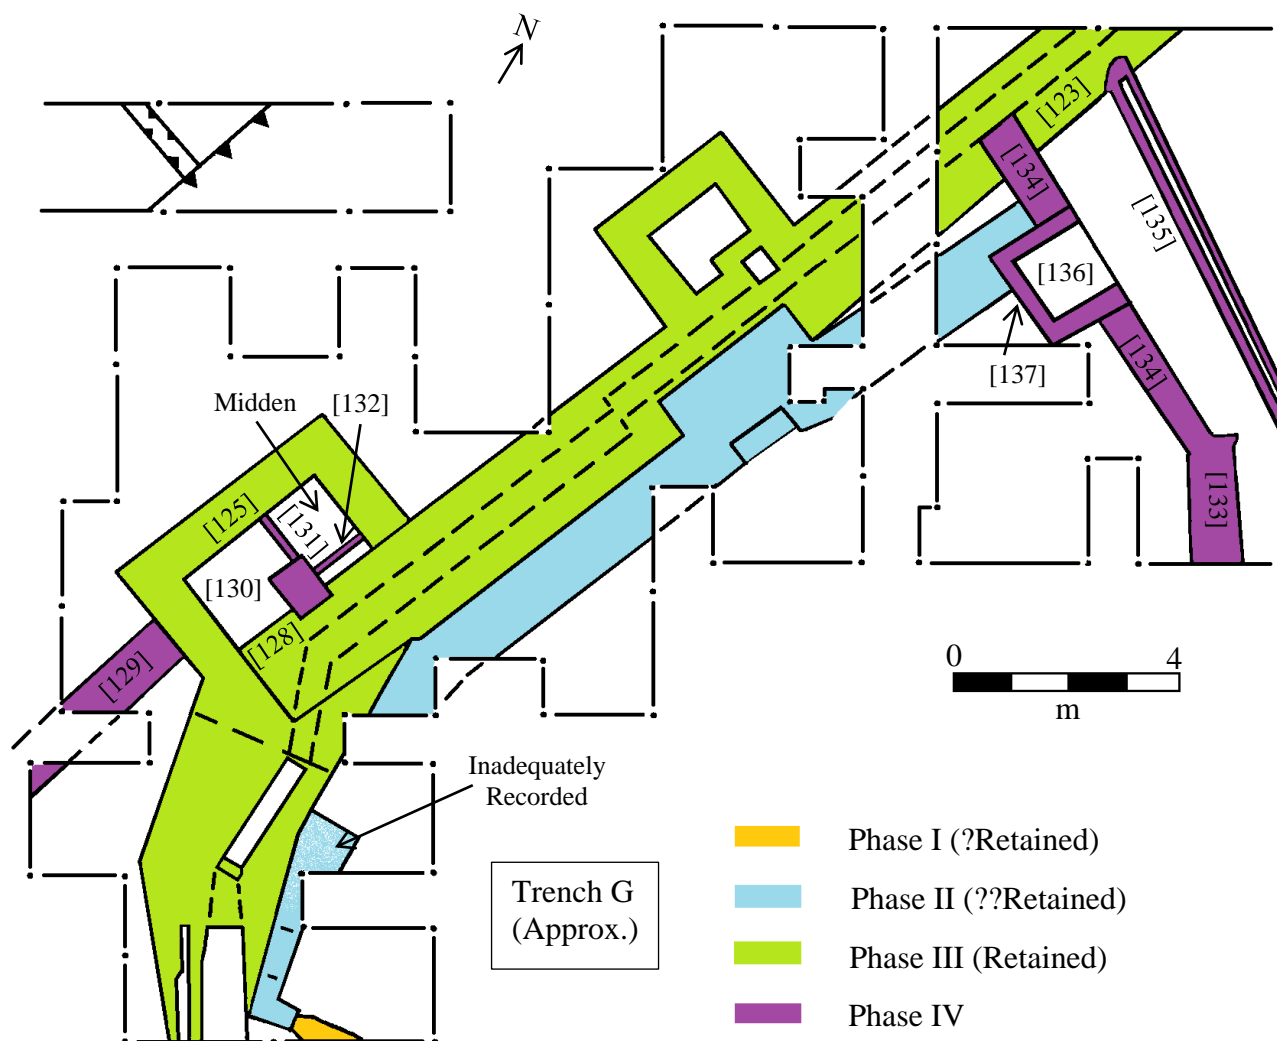 N
[123]
[134]
[135]
[136]
[137]
[134]
[133]
Midden
[132]
[125]
[131]
[130]
[128]
[129]
0 4
m
Inadequately
Recorded
Trench G
(Approx.)
Phase I (?Retained)
Phase II (??Retained)
Phase III (Retained)
Phase IV